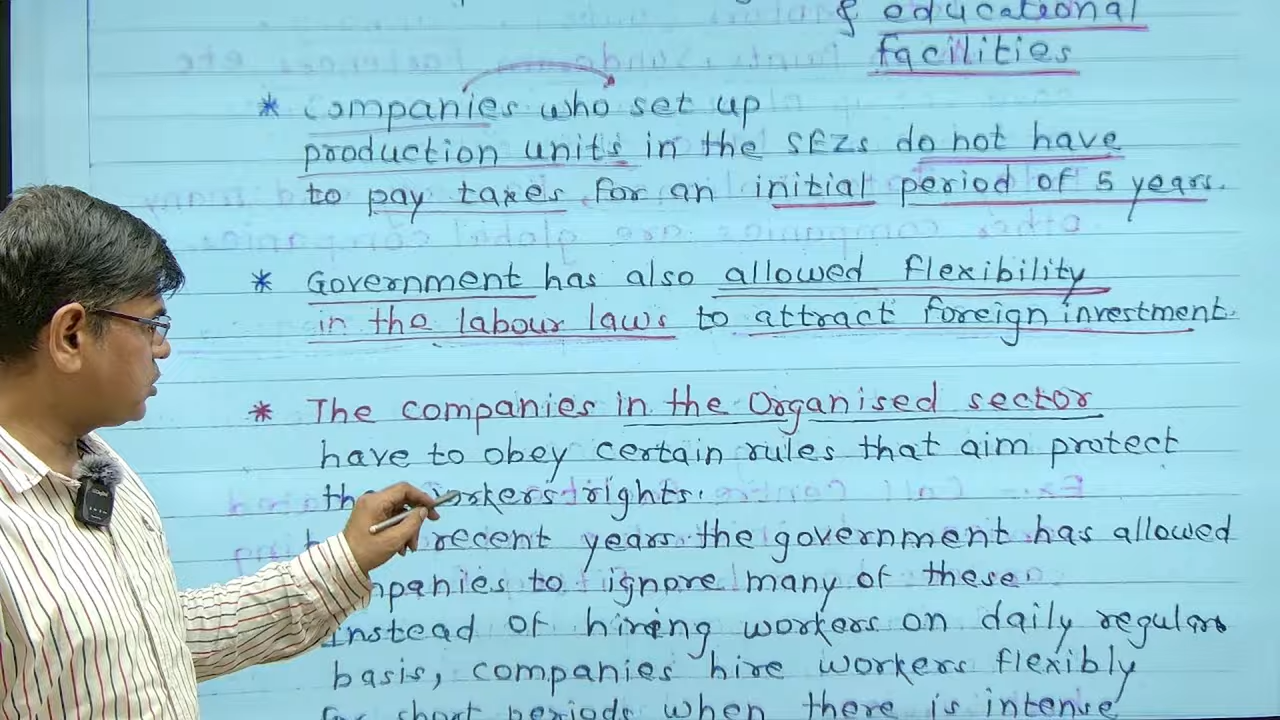 & educational
facilities
* Companies who set up
production units in the SEZs do not have
to pay taxes for an initial period of 5 years.
* Government has also allowed flexibility
in the labour laws to attract foreign investment.
* The companies in the Organised sector
have to obey certain rules that aim protect
workers rights.
recent years the government has allowed
to ignore many of these.
Instead of hiring workers on daily regular
basis, companies hire workers flexibly
for short periods when there is intense